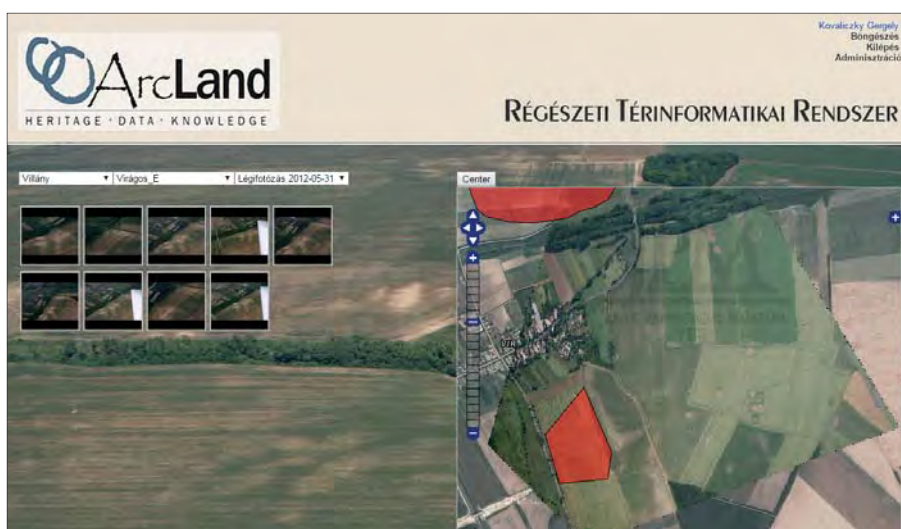 ArcLand
HERITAGE · DATA · KNOWLEDGE
Kovaliczky Gergely
Böngészés
Kilépés
Adminisztráció
RÉGÉSZETI TÉRINFORMATIKAI RENDSZER
Villány
Virágos_E
Légifotózás 2012-05-31
Center